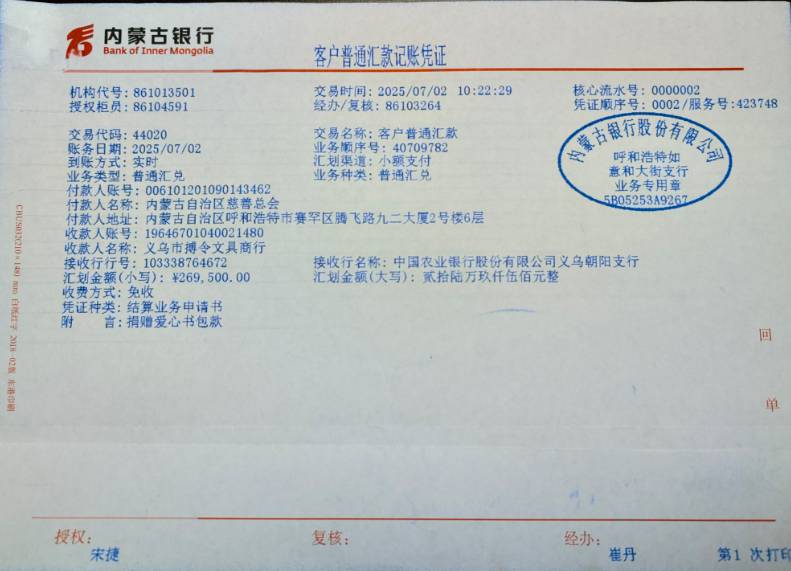 内蒙古银行
Bank of Inner Mongolia
客户普通汇款记账凭证
机构代号: 861013501 交易时间: 2025/07/02 10:22:29 核心流水号: 0000002
授权柜员: 86104591 经办/复核: 86103264 凭证顺序号: 0002/服务号:423748
交易代码: 44020 交易名称: 客户普通汇款
账务日期: 2025/07/02 业务顺序号: 40709782
到账方式: 实时 汇划渠道: 小额支付
业务类型: 普通汇兑 业务种类: 普通汇兑
付款人账号: 006101201090143462
付款人名称: 内蒙古自治区慈善总会
付款人地址: 内蒙古自治区呼和浩特市赛罕区腾飞路九二大厦2号楼6层
收款人账号: 19646701040021480
收款人名称: 义乌市搏令文具商行
接收行行号: 103338764672 接收行名称: 中国农业银行股份有限公司义乌朝阳支行
汇划金额(小写): ¥269,500.00 汇划金额(大写): 贰拾陆万玖仟伍佰元整
收费方式: 免收
凭证种类: 结算业务申请书
附 言: 捐赠爱心书包款
内蒙古银行股份有限公司
呼和浩特如
意和大街支行
业务专用章
5B05253A9267
CBUS032(210×148) mm 白纸红字 2018-02版
回
单
授权: 复核: 经办:
宋捷 崔丹 第1 次打印